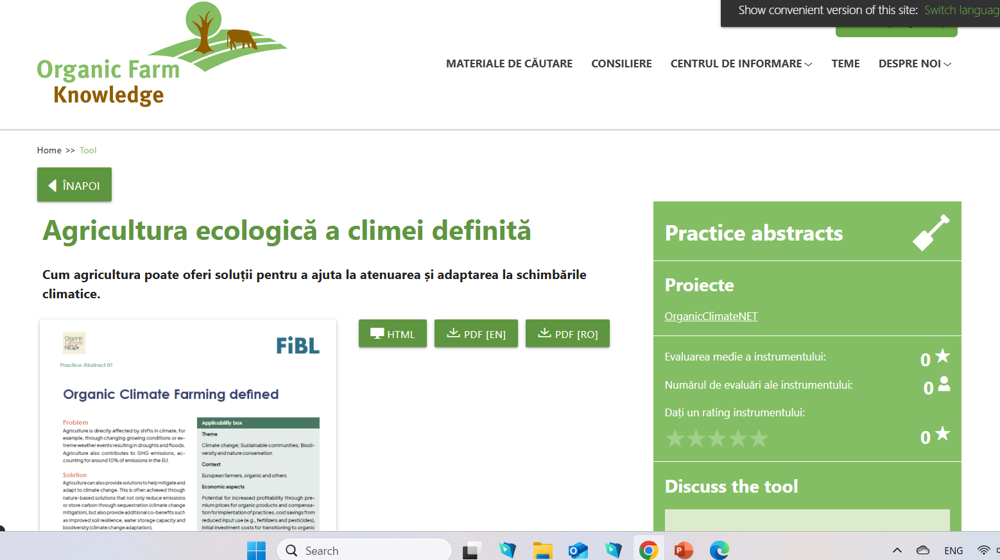 Show convenient version of this site: Switch languag
Organic Farm
Knowledge
MATERIALE DE CĂUTARE CONSILIERE CENTRUL DE INFORMARE TEME DESPRE NOI
Home >> Tool
ÎNAPOI
Agricultura ecologică a climei definită
Cum agricultura poate oferi soluții pentru a ajuta la atenuarea și adaptarea la schimbările
climatice.
HTML PDF [EN] PDF [RO]
Organic
Climate
NET
FiBL
Practice Abstract 01
Organic Climate Farming defined
Problem
Agriculture is directly affected by shifts in climate, for
example, through changing growing conditions or ex-
treme weather events resulting in droughts and floods.
Agriculture also contributes to GHG emissions, ac-
counting for around 10% of emissions in the EU.
Solution
Agriculture can also provide solutions to help mitigate and
adapt to climate change. This is often achieved through
nature-based solutions that not only reduce emissions
or store carbon through sequestration (climate change
mitigation), but also provide additional co-benefits such
as improved soil resilience, water storage capacity and
biodiversity (climate change adaptation).
Applicability box
Theme
Climate change; Sustainable communities; Biodi-
versity and nature conservation
Context
European farmers, organic and others
Economic aspects
Potential for increased profitability through pre-
mium prices for organic products and compensa-
tion for implentation of practices, cost savings from
reduced input use (e.g., fertilizers and pesticides),
initial investment costs for transitioning to organic
Practice abstracts
Proiecte
OrganicClimateNET
Evaluarea medie a instrumentului: 0
Numărul de evaluări ale instrumentului: 0
Dați un rating instrumentului:
0
Discuss the tool
Search
ENG